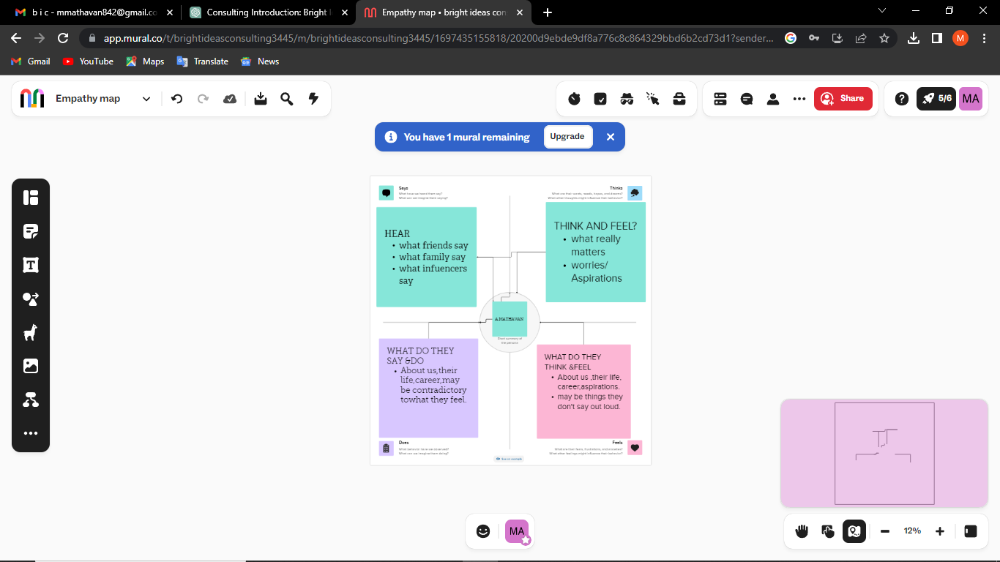 b i c - mmathavan842@gmail.co
Consulting Introduction: Bright I
Empathy map • bright ideas con
app.mural.co/t/brightideasconsulting3445/m/brightideasconsulting3445/1697435155818/20200d9ebde9df8a776c8c864329bbd6b2cd73d1?sender...
M
Gmail
YouTube
Maps
Translate
News
Empathy map
Share
5/6
MA
You have 1 mural remaining
Upgrade
Says
What have we heard them say?
What can we imagine them saying?
Thinks
What are their wants, needs, hopes, and dreams?
What other thoughts might influence their behavior?
HEAR
• what friends say
• what family say
• what infuencers
say
THINK AND FEEL?
• what really
matters
• worries/
Aspirations
A.MATHAVAN
Short summary of
the persona
WHAT DO THEY
SAY &DO
• About us,their
life,career,may
be contradictory
towhat they feel.
WHAT DO THEY
THINK &FEEL
• About us ,their life,
career,aspirations.
• may be things they
don't say out loud.
Does
What behavior have we observed?
What can we imagine them doing?
Feels
What are their fears, frustrations, and anxieties?
What other feelings might influence their behavior?
See an example
MA
12%